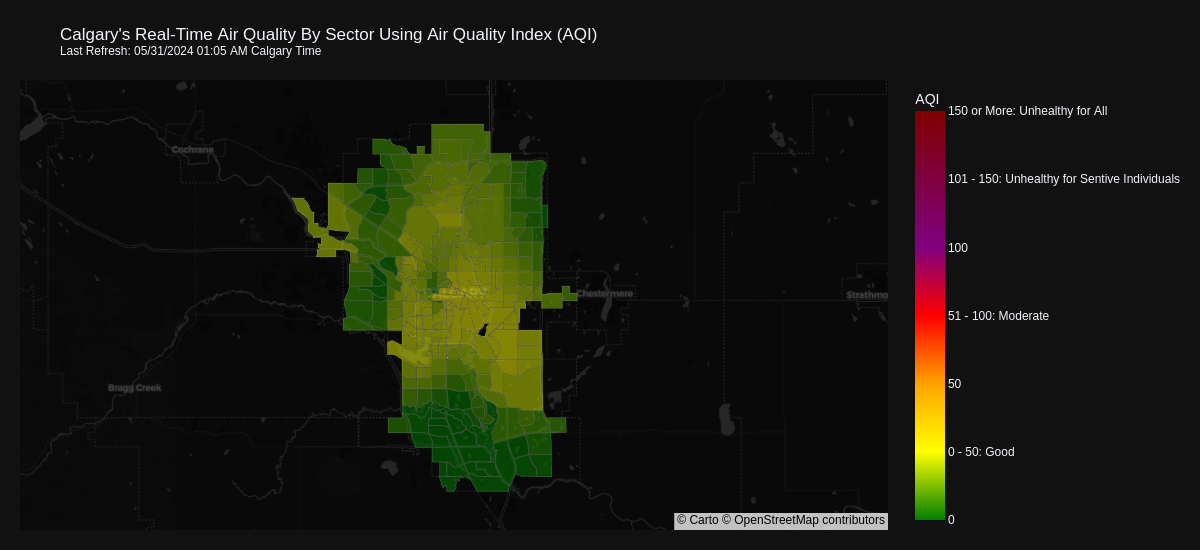 Calgary's Real-Time Air Quality By Sector Using Air Quality Index (AQI)
Last Refresh: 05/31/2024 01:05 AM Calgary Time
AQI
150 or More: Unhealthy for All
101 - 150: Unhealthy for Sentive Individuals
100
51 - 100: Moderate
50
0 - 50: Good
0
Cochrane
Chestermere
Strathmo
Bragg Creek
© Carto © OpenStreetMap contributors